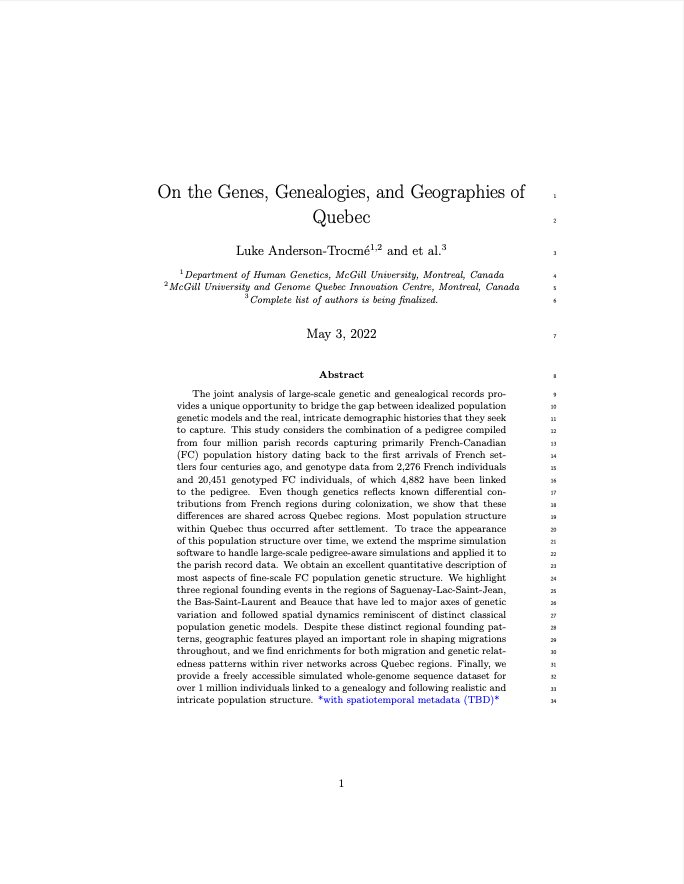 On the Genes, Genealogies, and Geographies of 1
Quebec 2
Luke Anderson-Trocmé1,2 and et al.3 3
1Department of Human Genetics, McGill University, Montreal, Canada 4
2McGill University and Genome Quebec Innovation Centre, Montreal, Canada 5
3Complete list of authors is being finalized. 6
May 3, 2022 7
Abstract 8
The joint analysis of large-scale genetic and genealogical records pro- 9
vides a unique opportunity to bridge the gap between idealized population 10
genetic models and the real, intricate demographic histories that they seek 11
to capture. This study considers the combination of a pedigree compiled 12
from four million parish records capturing primarily French-Canadian 13
(FC) population history dating back to the first arrivals of French set- 14
tlers four centuries ago, and genotype data from 2,276 French individuals 15
and 20,451 genotyped FC individuals, of which 4,882 have been linked 16
to the pedigree. Even though genetics reflects known differential con- 17
tributions from French regions during colonization, we show that these 18
differences are shared across Quebec regions. Most population structure 19
within Quebec thus occurred after settlement. To trace the appearance 20
of this population structure over time, we extend the msprime simulation 21
software to handle large-scale pedigree-aware simulations and applied it to 22
the parish record data. We obtain an excellent quantitative description of 23
most aspects of fine-scale FC population genetic structure. We highlight 24
three regional founding events in the regions of Saguenay-Lac-Saint-Jean, 25
the Bas-Saint-Laurent and Beauce that have led to major axes of genetic 26
variation and followed spatial dynamics reminiscent of distinct classical 27
population genetic models. Despite these distinct regional founding pat- 28
terns, geographic features played an important role in shaping migrations 29
throughout, and we find enrichments for both migration and genetic relat- 30
edness patterns within river networks across Quebec regions. Finally, we 31
provide a freely accessible simulated whole-genome sequence dataset for 32
over 1 million individuals linked to a genealogy and following realistic and 33
intricate population structure. *with spatiotemporal metadata (TBD)* 34
1